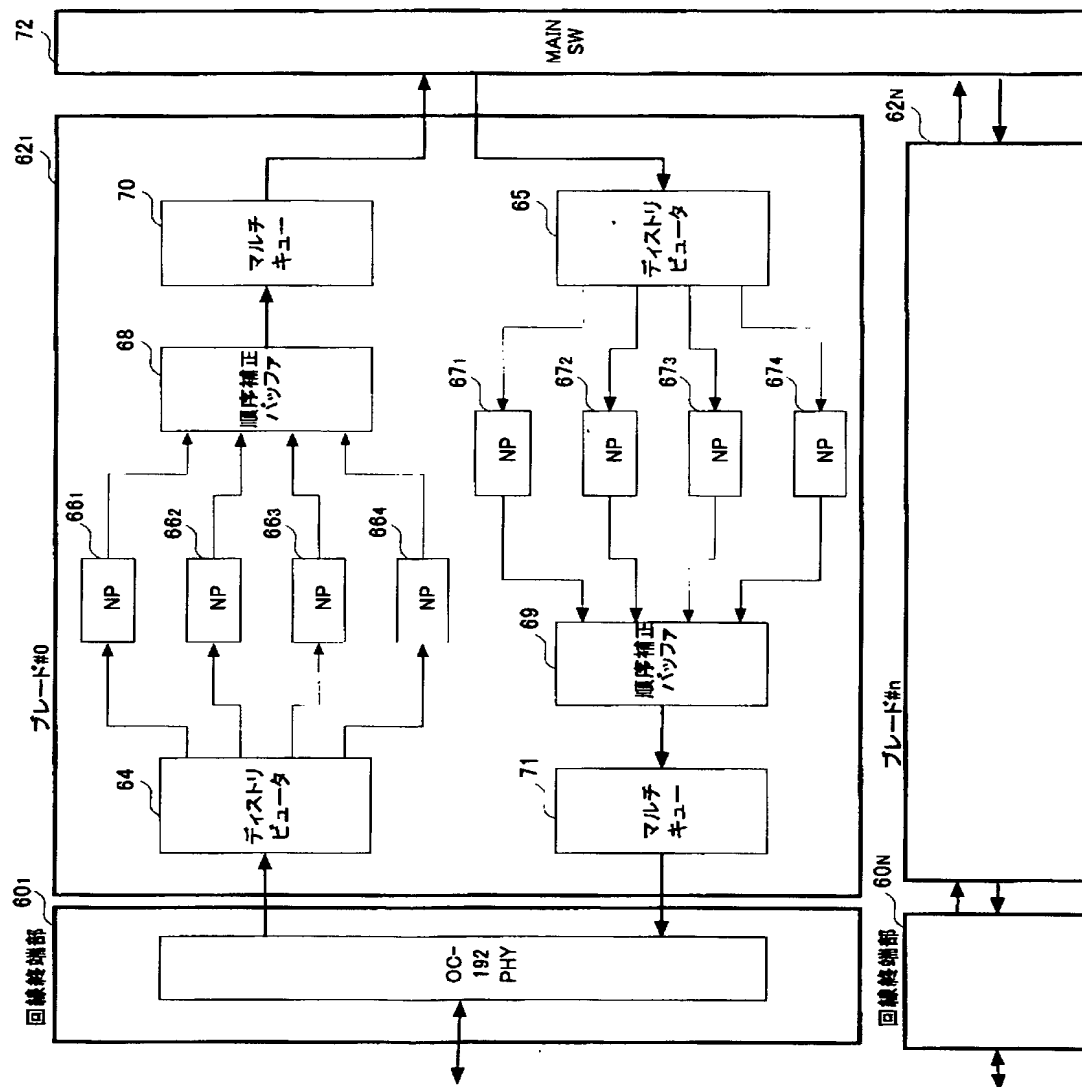 回線終端部
60₁
OC-
192
PHY
ブレード#0
62₁
64
ディストリ
ビュータ
66₁
NP
66₂
NP
66₃
NP
66₄
NP
68
順序補正
バッファ
70
マルチ
キュー
71
マルチ
キュー
69
順序補正
バッファ
67₁
NP
67₂
NP
67₃
NP
67₄
NP
65
ディストリ
ビュータ
72
MAIN
SW
回線終端部
60N
ブレード#n
62N